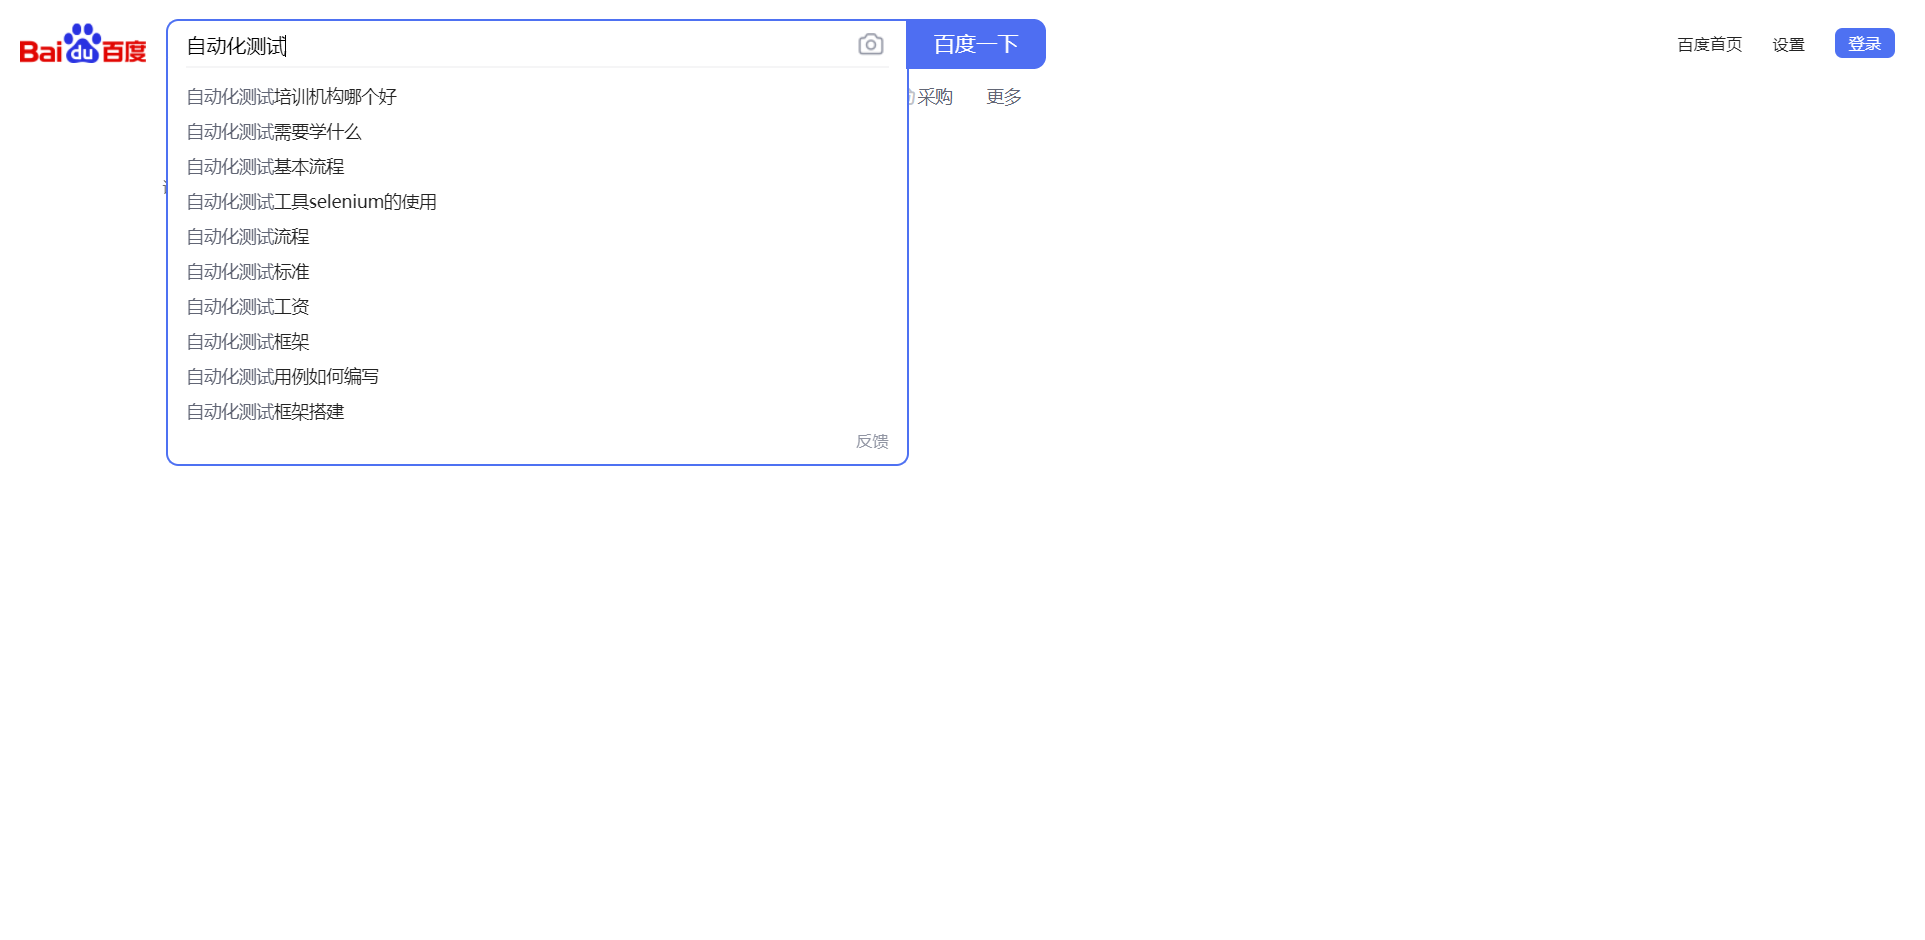 Bai du 百度
自动化测试
百度一下
百度首页
设置
登录
采购
更多
自动化测试培训机构哪个好
自动化测试需要学什么
自动化测试基本流程
自动化测试工具selenium的使用
自动化测试流程
自动化测试标准
自动化测试工资
自动化测试框架
自动化测试用例如何编写
自动化测试框架搭建
反馈